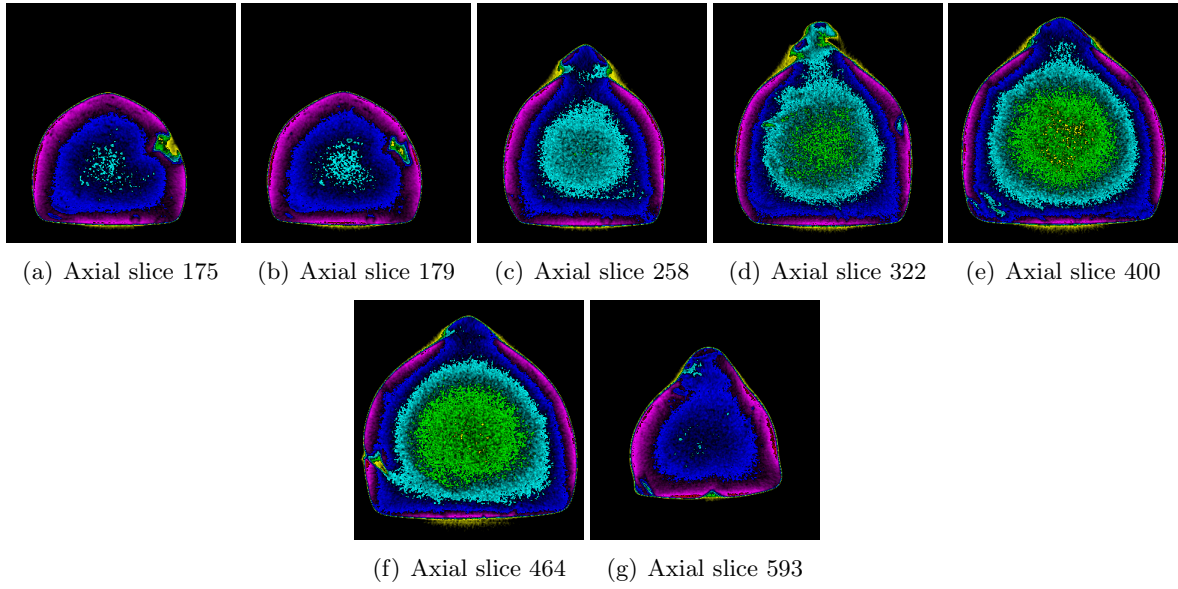 (a) Axial slice 175
(b) Axial slice 179
(c) Axial slice 258
(d) Axial slice 322
(e) Axial slice 400
(f) Axial slice 464
(g) Axial slice 593